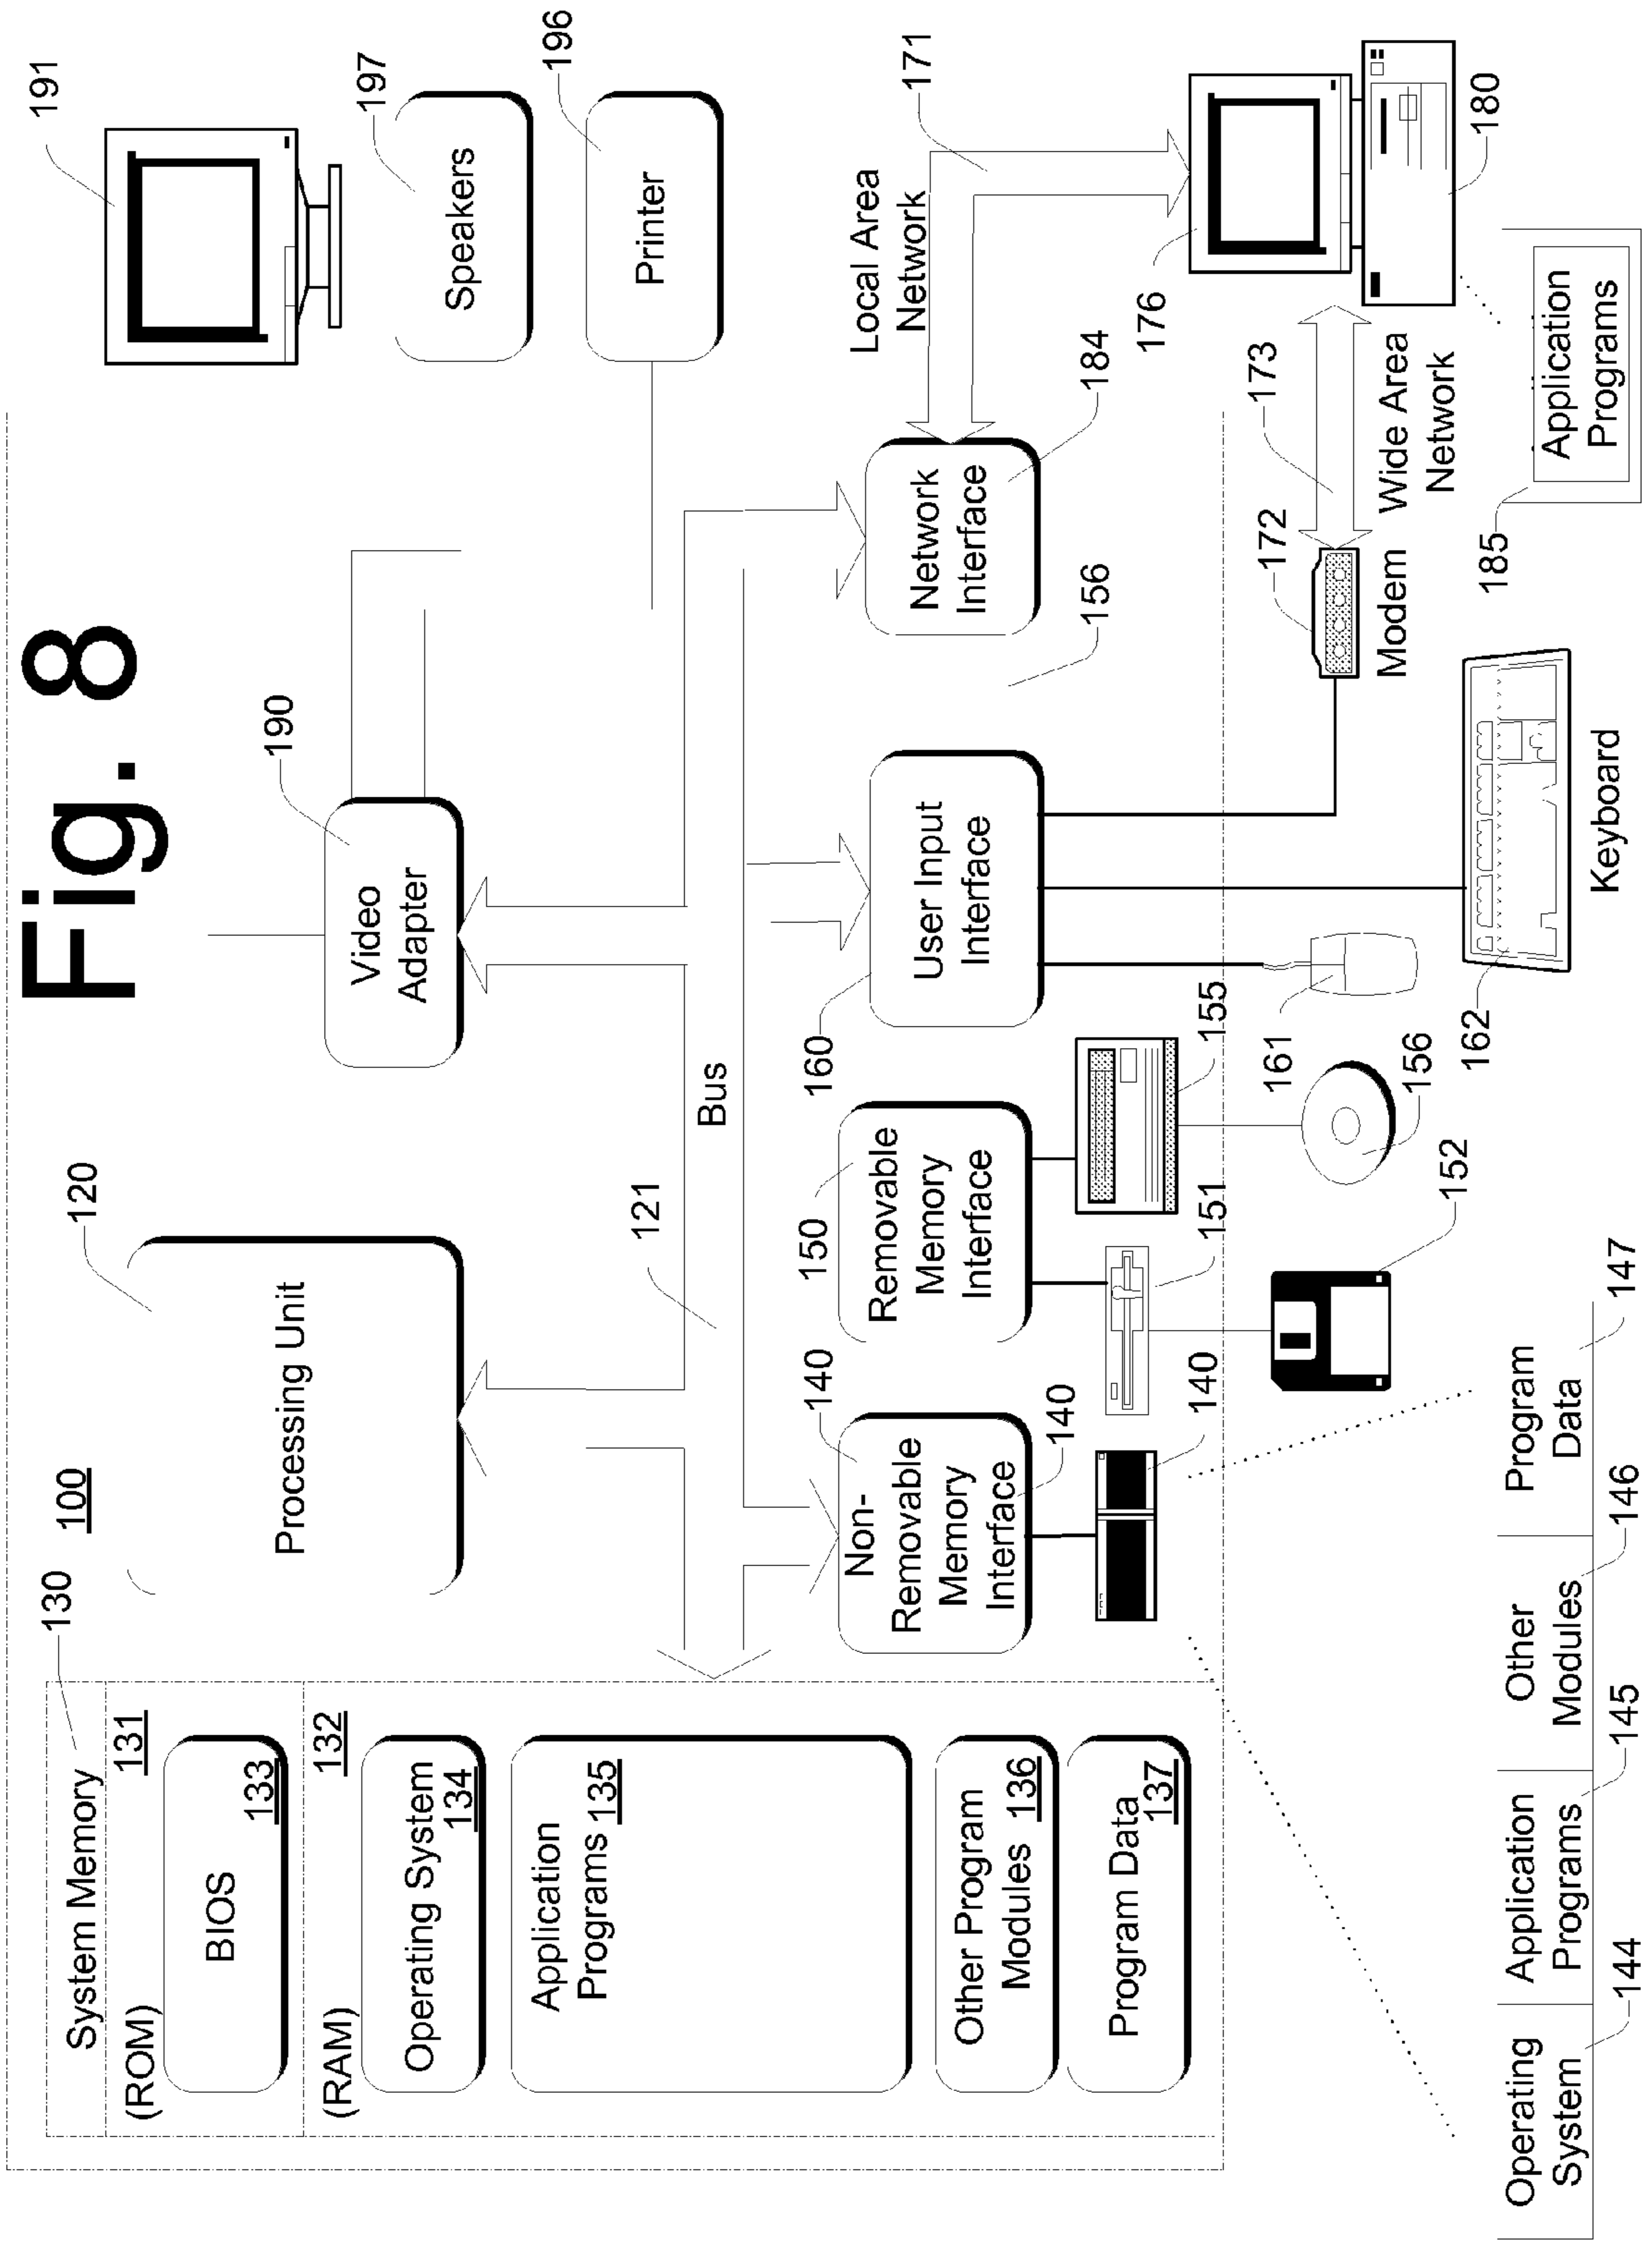 Fig. 8
100
System Memory
130
(ROM)
131
BIOS
133
(RAM)
132
Operating System
134
Application
Programs 135
Other Program
Modules 136
Program Data
137
120
Processing Unit
190
Video
Adapter
191
197
Speakers
196
Printer
121
Bus
140
Non-
Removable
Memory
Interface
140
140
150
Removable
Memory
Interface
151
155
152
156
160
User Input
Interface
156
161
162
Keyboard
Network
Interface
184
Local Area
Network
171
172
Modem
173
Wide Area
Network
176
180
185
Application
Programs
Operating
System
144
Application
Programs
145
Other
Modules
146
Program
Data
147